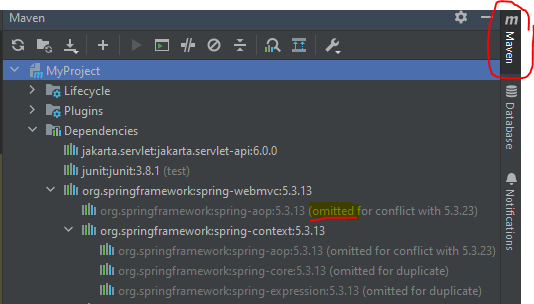 Maven
MyProject
Lifecycle
Plugins
Dependencies
jakarta.servlet:jakarta.servlet-api:6.0.0
junit:junit:3.8.1 (test)
org.springframework:spring-webmvc:5.3.13
org.springframework:spring-aop:5.3.13 (omitted for conflict with 5.3.23)
org.springframework:spring-context:5.3.13
org.springframework:spring-aop:5.3.13 (omitted for conflict with 5.3.23)
org.springframework:spring-core:5.3.13 (omitted for duplicate)
org.springframework:spring-expression:5.3.13 (omitted for duplicate)
m
Maven
Database
Notifications